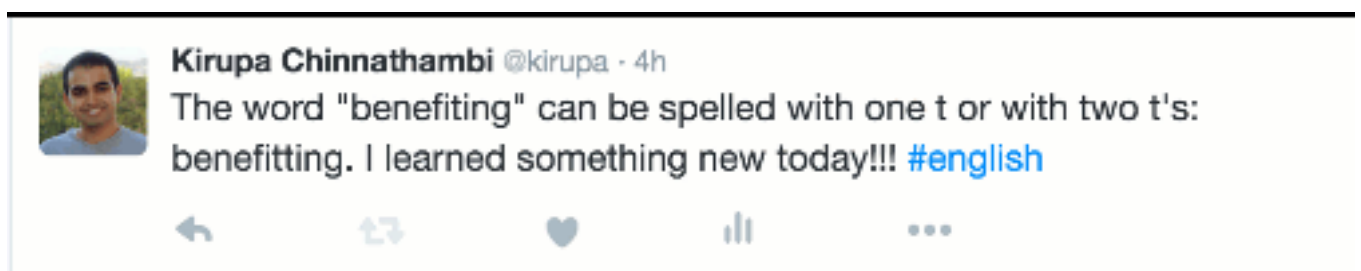 Kirupa Chinnathambi @kirupa · 4h
The word "benefiting" can be spelled with one t or with two t's:
benefitting. I learned something new today!!! #english